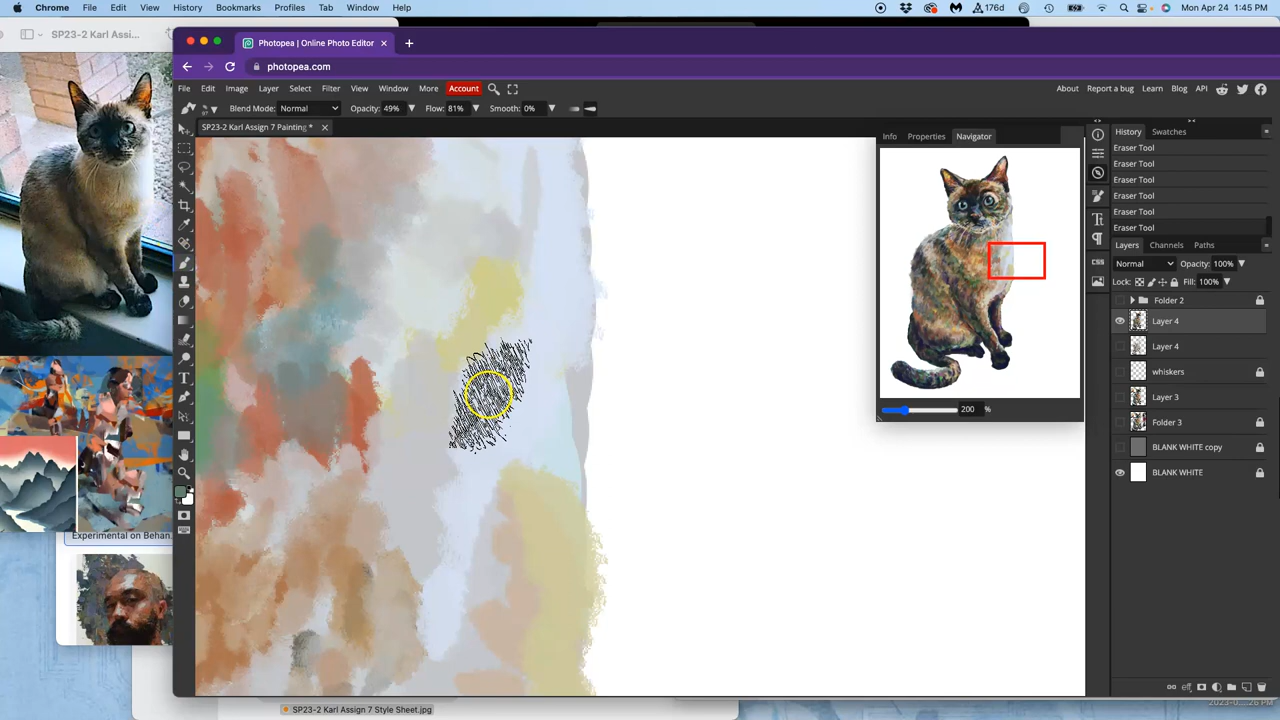 Chrome File Edit View History Bookmarks Profiles Tab Window Help
176d Mon Apr 24 1:45 PM
SP23-2 Karl Assi...
Photopea | Online Photo Editor
photopea.com
File Edit Image Layer Select Filter View Window More Account
About Report a bug Learn Blog API
Blend Mode: Normal Opacity: 49% Flow: 81% Smooth: 0%
SP23-2 Karl Assign 7 Painting *
Info Properties Navigator
200 %
History Swatches
Eraser Tool
Eraser Tool
Eraser Tool
Eraser Tool
Eraser Tool
Eraser Tool
Layers Channels Paths
Normal Opacity: 100%
Lock: Fill: 100%
Folder 2
Layer 4
Layer 4
whiskers
Layer 3
Folder 3
BLANK WHITE copy
BLANK WHITE
CSS
eff
Experimental on Behan...
SP23-2 Karl Assign 7 Style Sheet.jpg